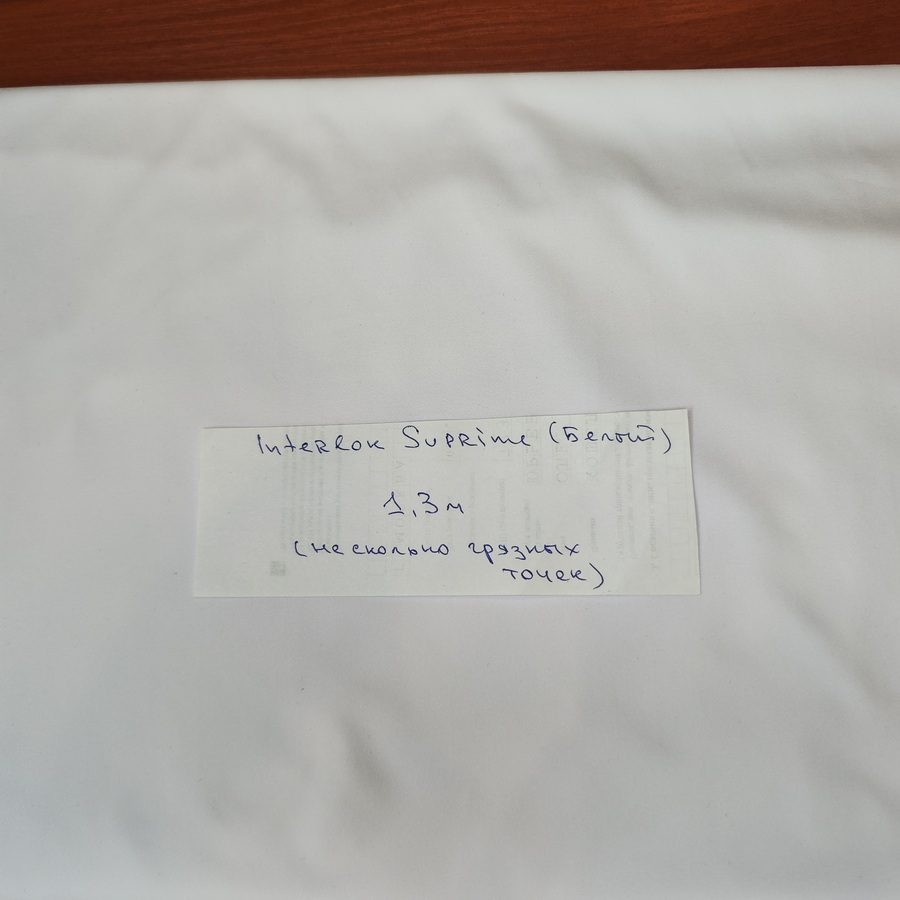 Interlok Suprime (Белый)
1,3м
(несколько грязных
точек)